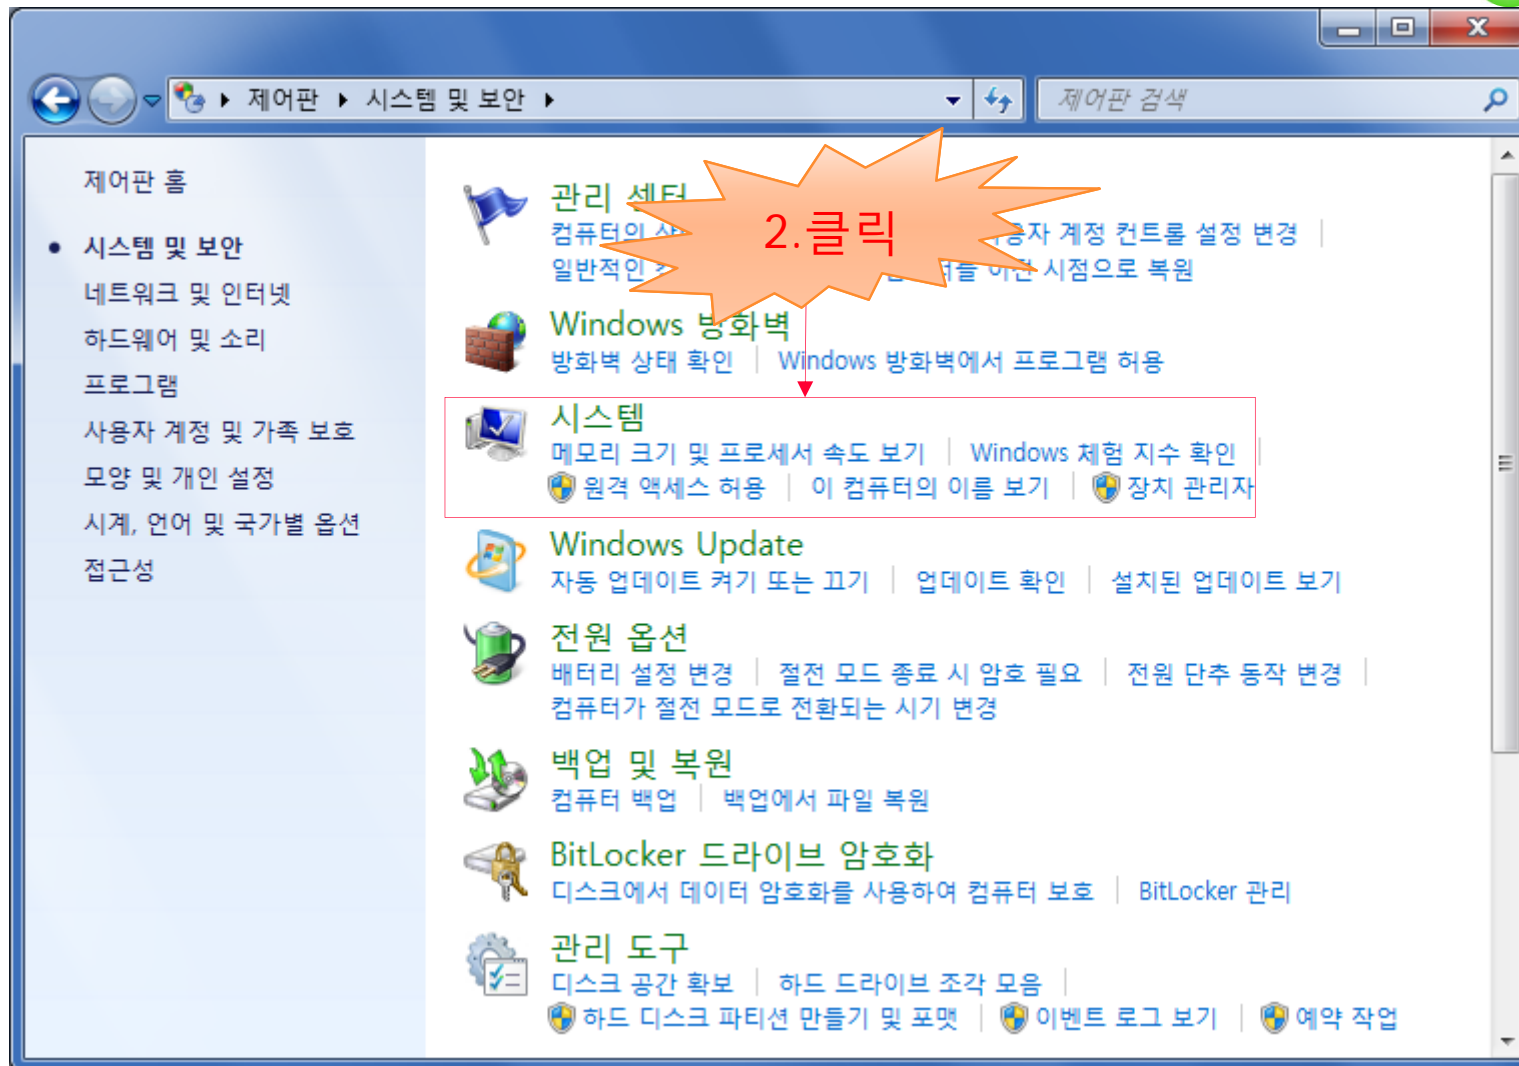 제어판 ▸ 시스템 및 보안 ▸
제어판 검색
제어판 홈
시스템 및 보안
네트워크 및 인터넷
하드웨어 및 소리
프로그램
사용자 계정 및 가족 보호
모양 및 개인 설정
시계, 언어 및 국가별 옵션
접근성
2.클릭
관리 센터
컴퓨터의 계정 컨트롤 설정 변경
일반적인 이전 시점으로 복원
Windows 방화벽
방화벽 상태 확인 | Windows 방화벽에서 프로그램 허용
시스템
메모리 크기 및 프로세서 속도 보기 | Windows 체험 지수 확인
원격 액세스 허용 | 이 컴퓨터의 이름 보기 | 장치 관리자
Windows Update
자동 업데이트 켜기 또는 끄기 | 업데이트 확인 | 설치된 업데이트 보기
전원 옵션
배터리 설정 변경 | 절전 모드 종료 시 암호 필요 | 전원 단추 동작 변경
컴퓨터가 절전 모드로 전환되는 시기 변경
백업 및 복원
컴퓨터 백업 | 백업에서 파일 복원
BitLocker 드라이브 암호화
디스크에서 데이터 암호화를 사용하여 컴퓨터 보호 | BitLocker 관리
관리 도구
디스크 공간 확보 | 하드 드라이브 조각 모음
하드 디스크 파티션 만들기 및 포맷 | 이벤트 로그 보기 | 예약 작업